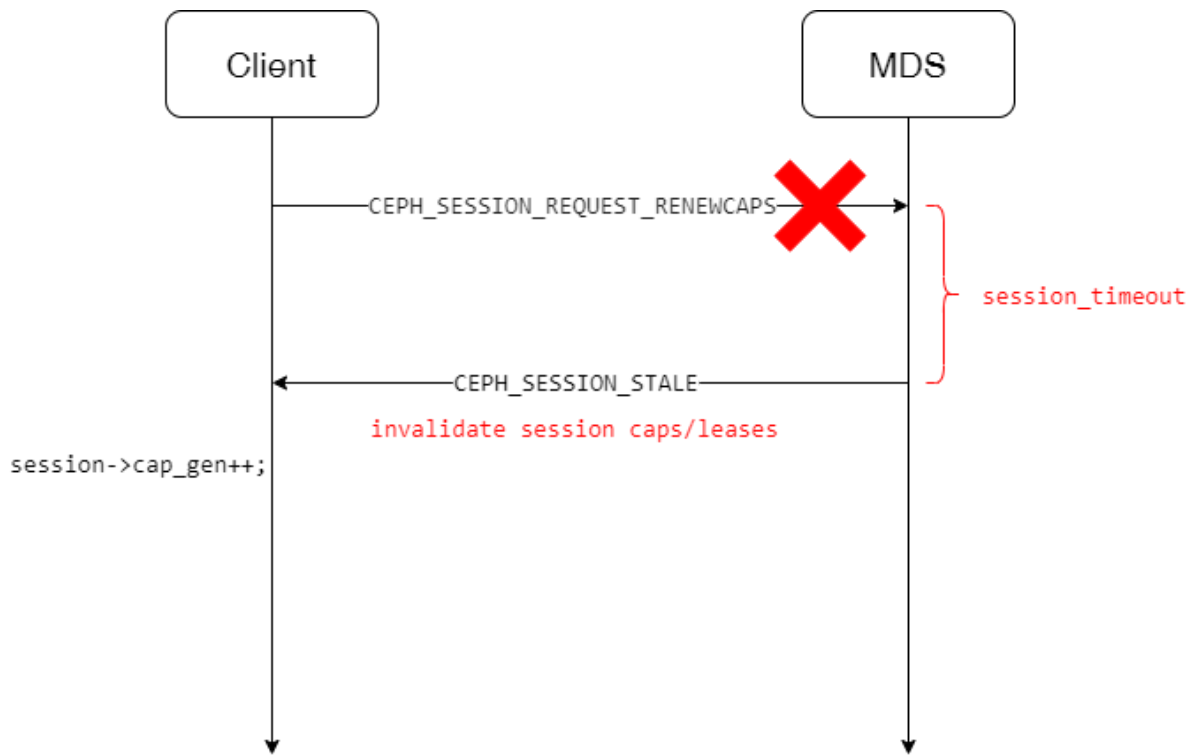 Client
MDS
CEPH_SESSION_REQUEST_RENEWCAPS
session_timeout
CEPH_SESSION_STALE
invalidate session caps/leases
session->cap_gen++;